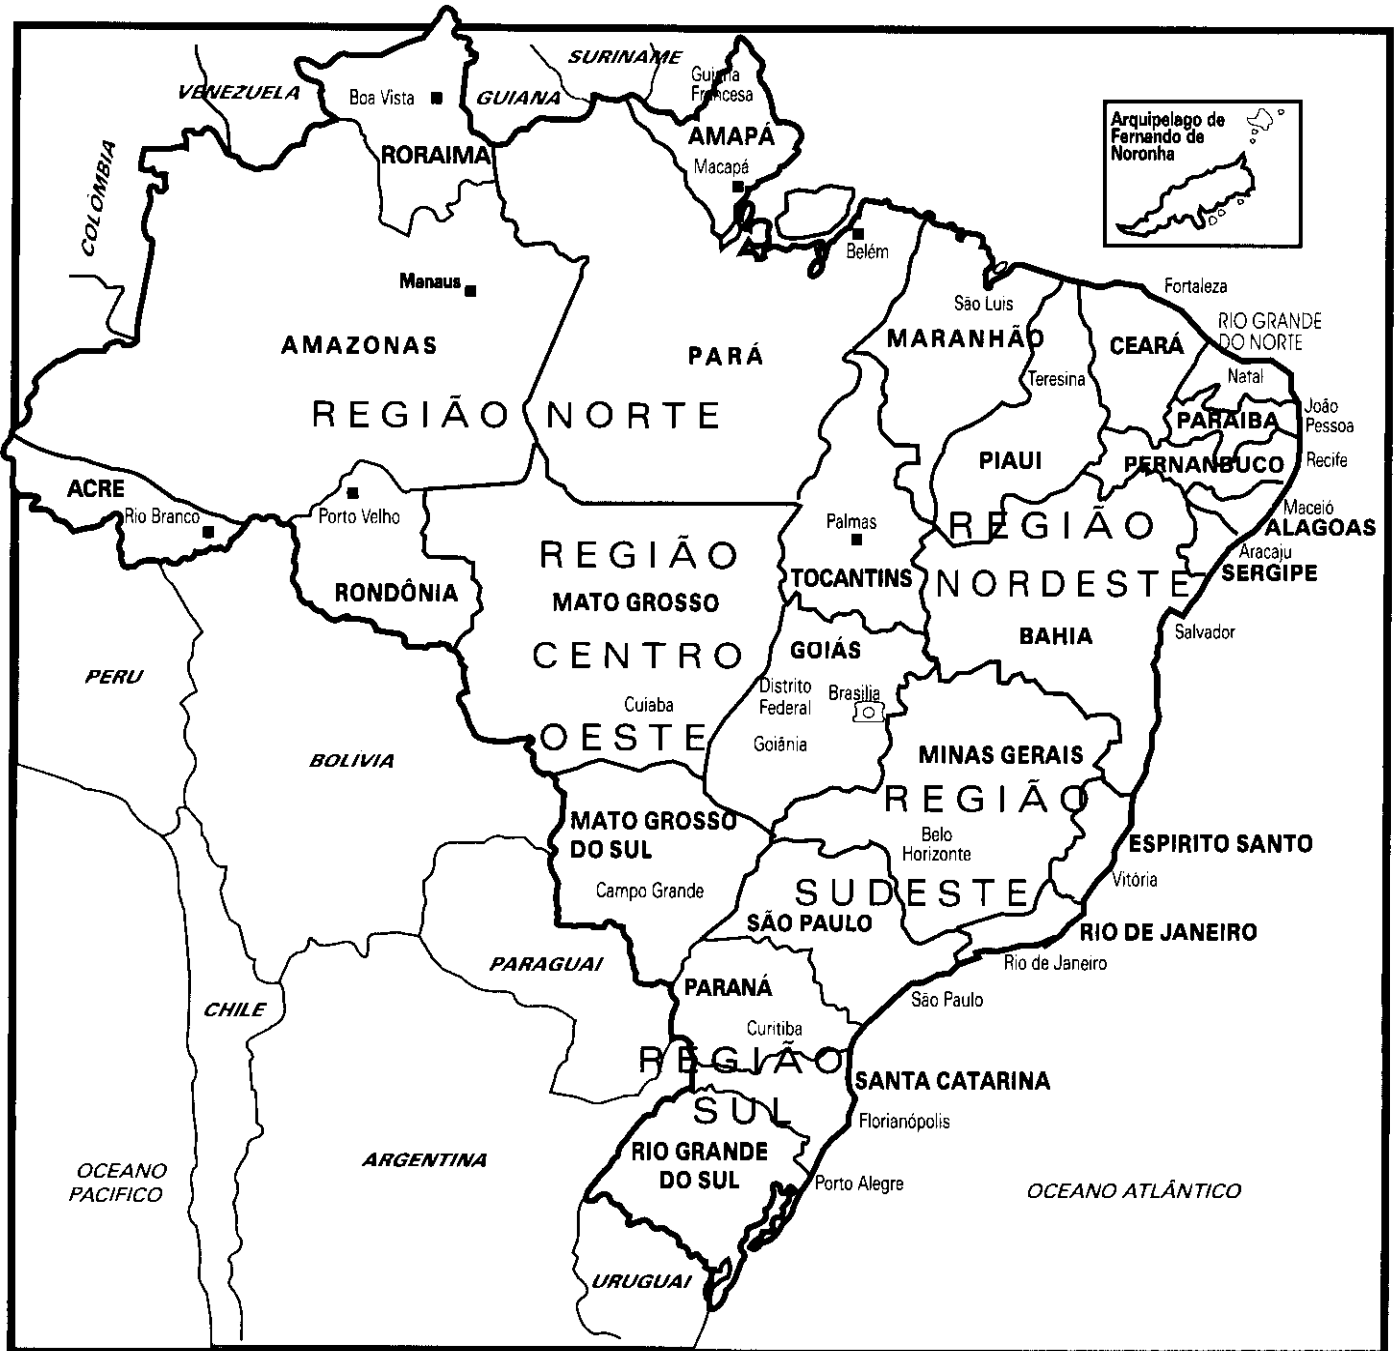 SURINAME
Guiana
Francesa
VENEZUELA
Boa Vista
GUIANA
AMAPÁ
Arquipelago de
Fernando de
Noronha
RORAIMA
Macapá
COLÓMBIA
Belém
Manaus
São Luis
Fortaleza
AMAZONAS
PARÁ
MARANHÃO
CEARÁ
RIO GRANDE
DO NORTE
Teresina
Natal
REGIÃO NORTE
PARAIBA
João
Pessoa
PIAUI
PERNANBUCO
Recife
ACRE
Rio Branco
Porto Velho
Palmas
REGIÃO
NORDESTE
Maceió
ALAGOAS
Aracaju
SERGIPE
REGIÃO
MATO GROSSO
CENTRO
Cuiaba
OESTE
RONDÔNIA
TOCANTINS
BAHIA
Salvador
GOIÁS
PERU
Distrito
Federal
Brasilia
Goiânia
BOLIVIA
MINAS GERAIS
REGIÃO
Belo
Horizonte
SUDESTE
MATO GROSSO
DO SUL
Campo Grande
ESPIRITO SANTO
Vitória
SÃO PAULO
RIO DE JANEIRO
Rio de Janeiro
PARAGUAI
PARANÁ
São Paulo
CHILE
Curitiba
REGIÃO
SUL
SANTA CATARINA
Florianópolis
ARGENTINA
RIO GRANDE
DO SUL
Porto Alegre
OCEANO
PACIFICO
OCEANO ATLÂNTICO
URUGUAI